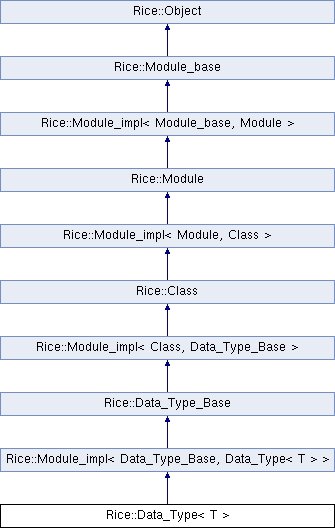 Rice::Object
Rice::Module_base
Rice::Module_impl< Module_base, Module >
Rice::Module
Rice::Module_impl< Module, Class >
Rice::Class
Rice::Module_impl< Class, Data_Type_Base >
Rice::Data_Type_Base
Rice::Module_impl< Data_Type_Base, Data_Type< T > >
Rice::Data_Type< T >